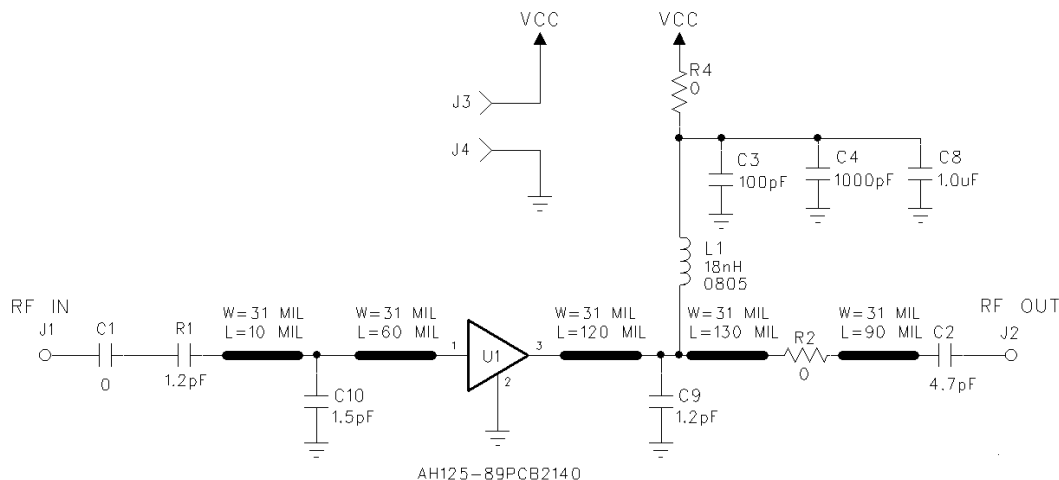 VCC
VCC
R4
0
J3
J4
C3
100pF
C4
1000pF
C8
1.0uF
L1
18nH
0805
RF IN
J1
C1
0
R1
1.2pF
W=31 MIL
L=10 MIL
W=31 MIL
L=60 MIL
1
U1
2
3
W=31 MIL
L=120 MIL
W=31 MIL
L=130 MIL
R2
0
W=31 MIL
L=90 MIL
C2
4.7pF
RF OUT
J2
C10
1.5pF
C9
1.2pF
AH125-89PCB2140